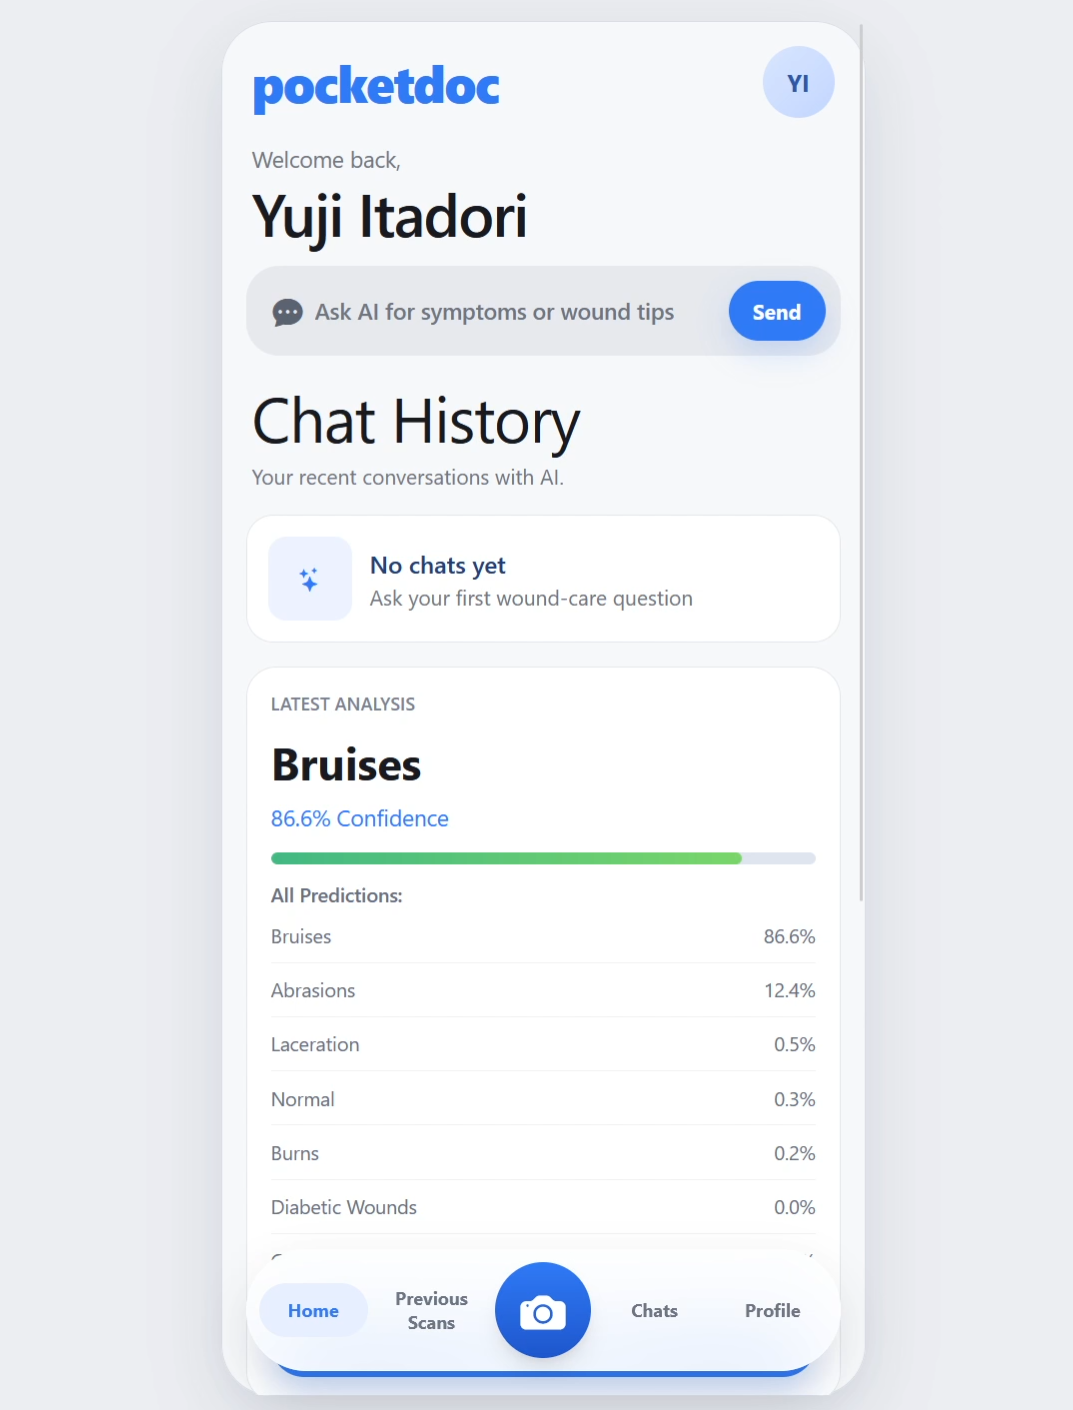 pocketdoc
YI
Welcome back,
Yuji Itadori
Ask AI for symptoms or wound tips
Send
Chat History
Your recent conversations with AI.
No chats yet
Ask your first wound-care question
LATEST ANALYSIS
Bruises
86.6% Confidence
All Predictions:
Bruises 86.6%
Abrasions 12.4%
Laceration 0.5%
Normal 0.3%
Burns 0.2%
Diabetic Wounds 0.0%
Home
Previous
Scans
Chats
Profile